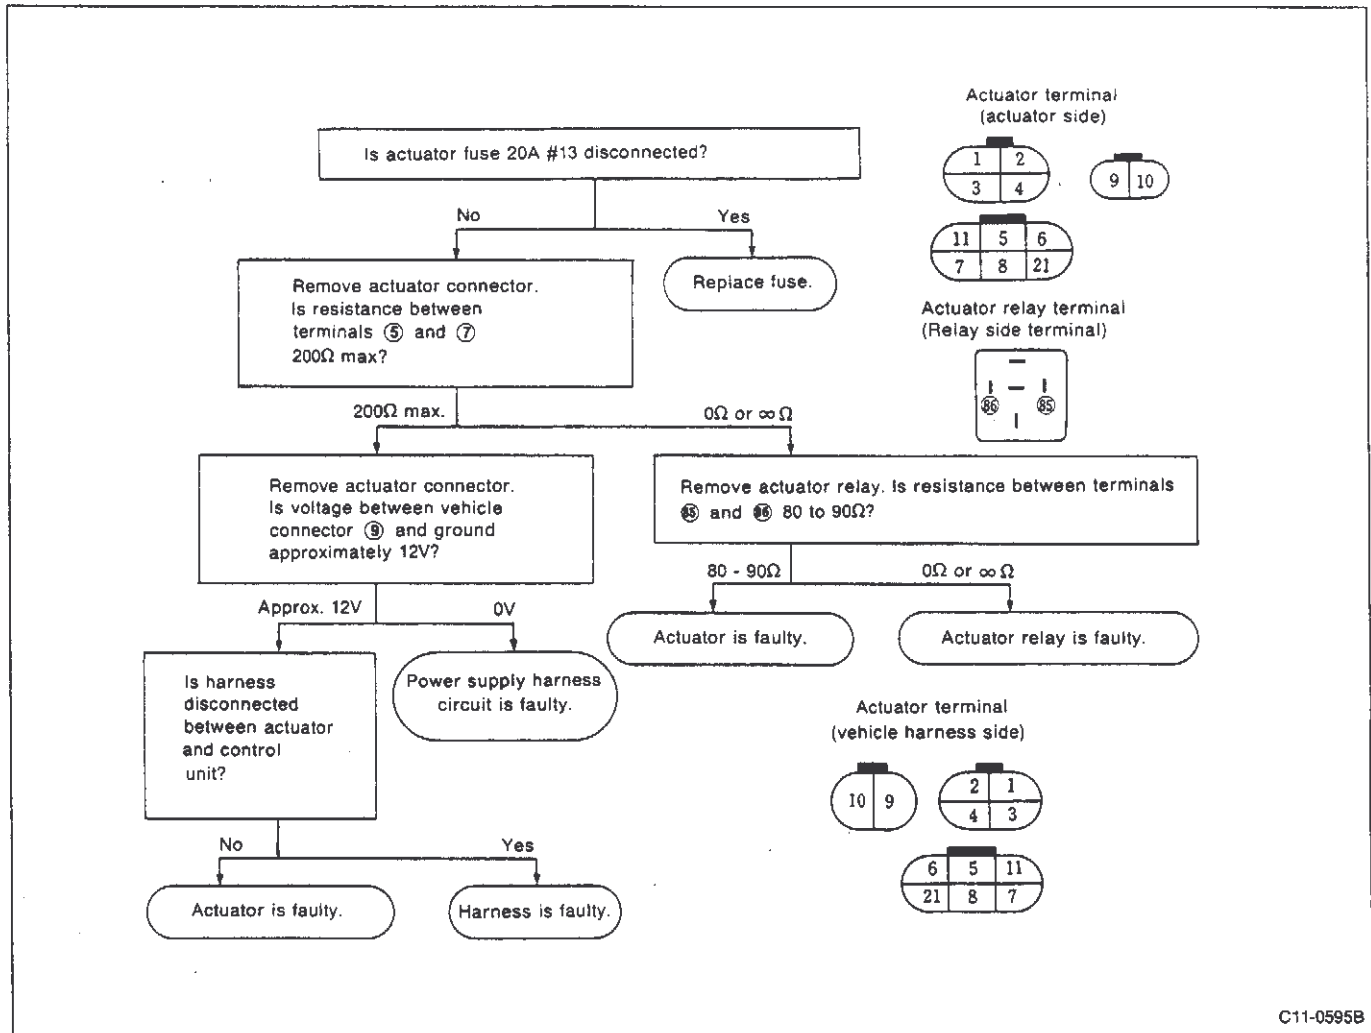 Actuator terminal
(actuator side)
Is actuator fuse 20A #13 disconnected?
1 2
3 4
9 10
No
Yes
11 5 6
7 8 21
Remove actuator connector.
Is resistance between
terminals ⑤ and ⑦
200Ω max?
Replace fuse.
Actuator relay terminal
(Relay side terminal)
86 85
200Ω max.
0Ω or ∞ Ω
Remove actuator connector.
Is voltage between vehicle
connector ⑨ and ground
approximately 12V?
Remove actuator relay. Is resistance between terminals
85 and 86 80 to 90Ω?
80 - 90Ω
0Ω or ∞ Ω
Approx. 12V
0V
Actuator is faulty.
Actuator relay is faulty.
Is harness
disconnected
between actuator
and control
unit?
Power supply harness
circuit is faulty.
Actuator terminal
(vehicle harness side)
10 9
2 1
4 3
No
Yes
6 5 11
21 8 7
Actuator is faulty.
Harness is faulty.
C11-0595B